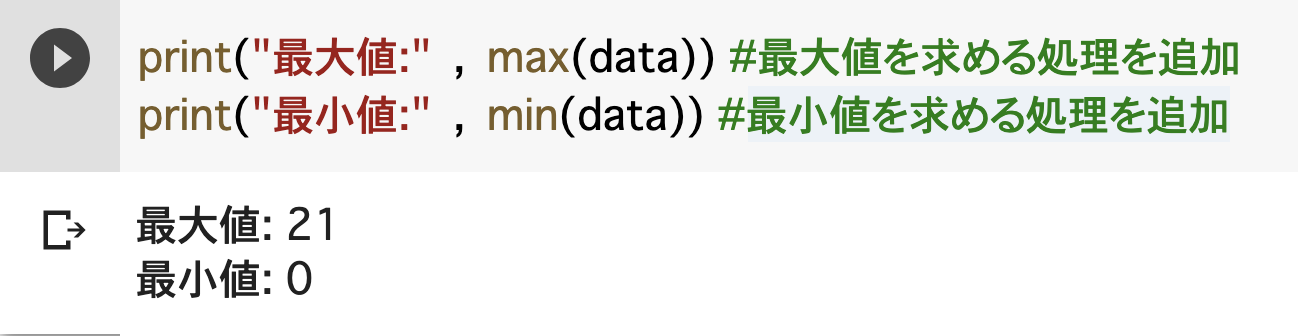 print("最大値:" , max(data)) #最大値を求める処理を追加
print("最小値:" , min(data)) #最小値を求める処理を追加
最大値: 21
最小値: 0